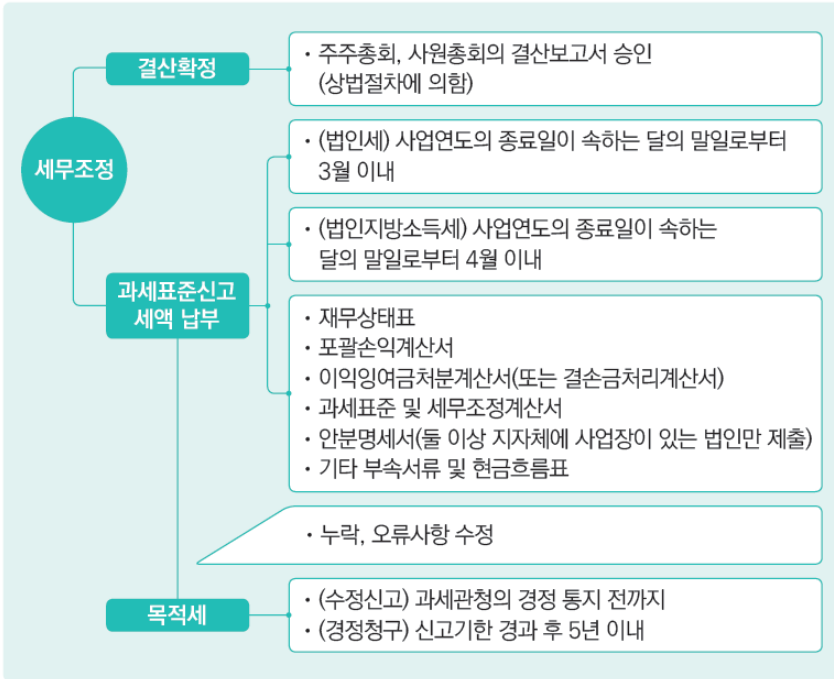 세무조정
결산확정
• 주주총회, 사원총회의 결산보고서 승인
(상법절차에 의함)
과세표준신고
세액 납부
• (법인세) 사업연도의 종료일이 속하는 달의 말일로부터
3월 이내
• (법인지방소득세) 사업연도의 종료일이 속하는
달의 말일로부터 4월 이내
• 재무상태표
• 포괄손익계산서
• 이익잉여금처분계산서(또는 결손금처리계산서)
• 과세표준 및 세무조정계산서
• 안분명세서(둘 이상 지자체에 사업장이 있는 법인만 제출)
• 기타 부속서류 및 현금흐름표
• 누락, 오류사항 수정
목적세
• (수정신고) 과세관청의 경정 통지 전까지
• (경정청구) 신고기한 경과 후 5년 이내